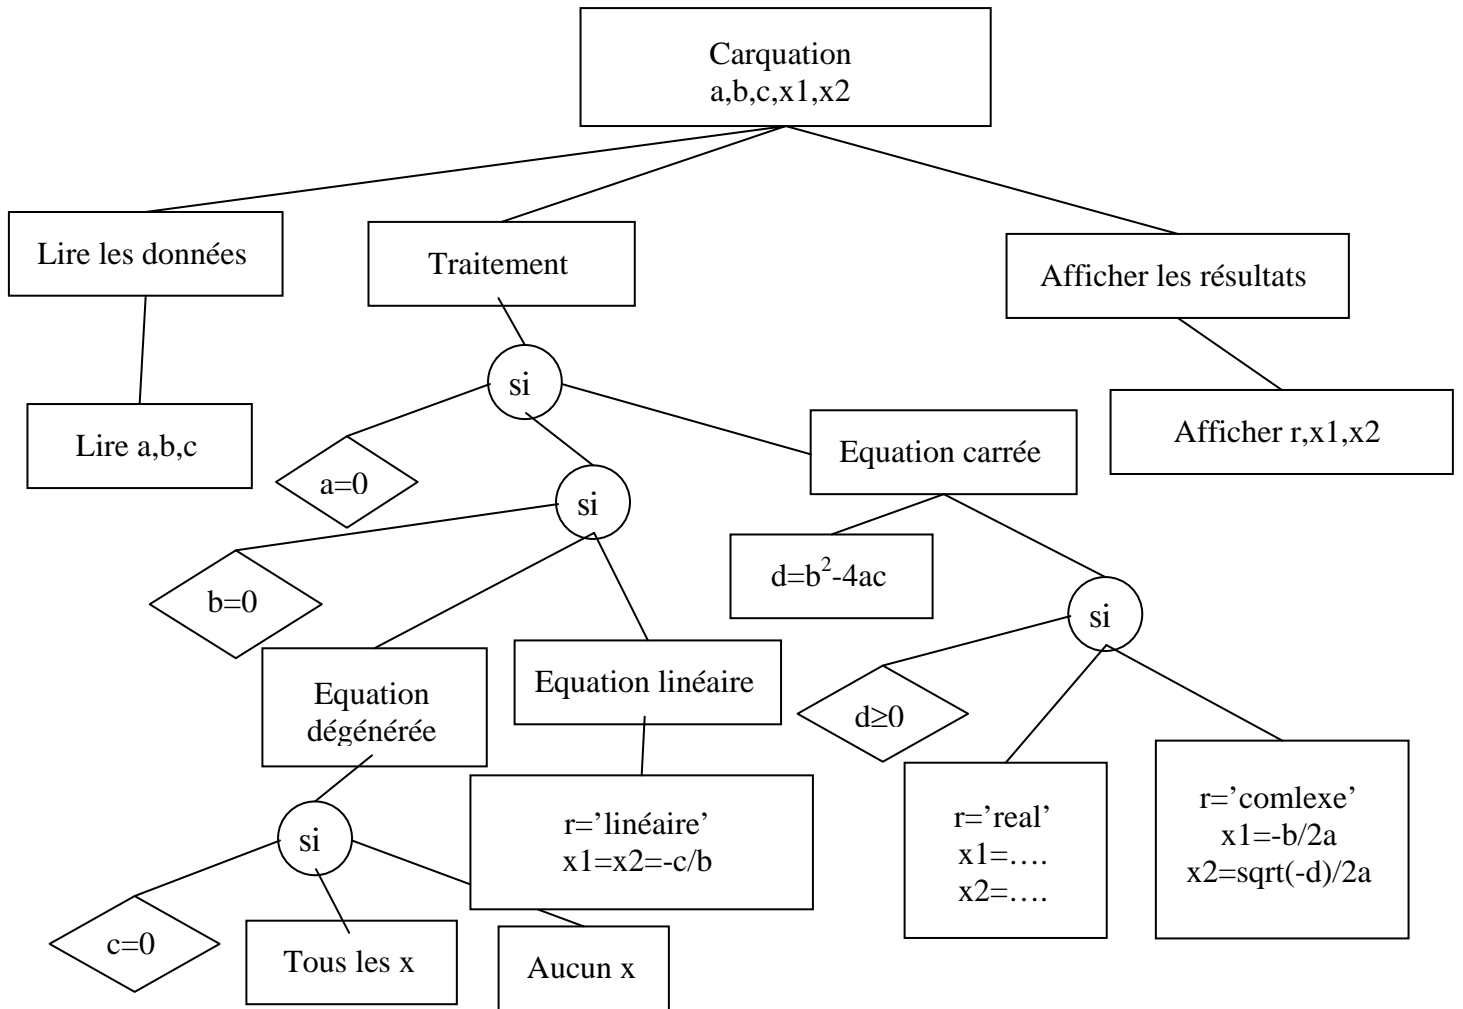 Carquation
a,b,c,x1,x2
Lire les données
Traitement
Afficher les résultats
si
Lire a,b,c
a=0
Equation carrée
Afficher r,x1,x2
si
b=0
d=b²-4ac
si
Equation
dégénérée
Equation linéaire
d≥0
si
r=’linéaire’
x1=x2=-c/b
r=’real’
x1=….
x2=….
r=’comlexe’
x1=-b/2a
x2=sqrt(-d)/2a
c=0
Tous les x
Aucun x